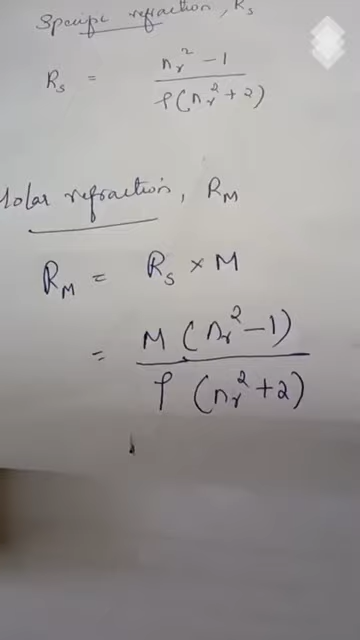 Specific refraction, Rs
Rs = nr² - 1 / ρ(nr² + 2)
Molar refraction, RM
RM = Rs × M
= M (nr² - 1) / ρ (nr² + 2)